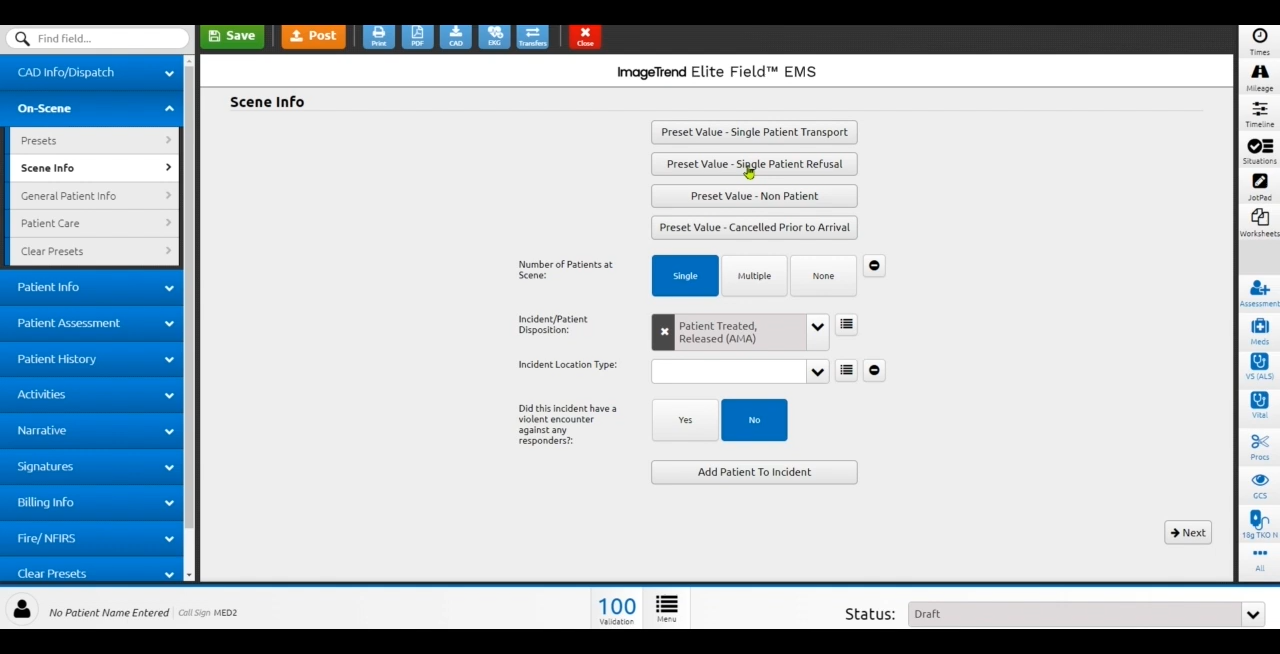 Find field...
Save
Post
Print
PDF
CAD
EKG
Transfers
Close
Times
CAD Info/Dispatch
ImageTrend Elite Field™ EMS
Mileage
On-Scene
Scene Info
Timeline
Presets
Preset Value - Single Patient Transport
Situations
Scene Info
Preset Value - Single Patient Refusal
General Patient Info
Preset Value - Non Patient
JotPad
Patient Care
Preset Value - Cancelled Prior to Arrival
Worksheets
Clear Presets
Number of Patients at
Scene:
Single
Multiple
None
Patient Info
Assessment
Patient Assessment
Incident/Patient
Disposition:
Patient Treated,
Released (AMA)
Meds
Patient History
Incident Location Type:
VS (ALS)
Activities
Did this incident have a
violent encounter
against any
responders?:
Yes
No
Vital
Narrative
Procs
Signatures
Add Patient To Incident
GCS
Billing Info
Fire/ NFIRS
Next
18g TKO N
Clear Presets
All
No Patient Name Entered
Call Sign MED2
100
Validation
Menu
Status:
Draft